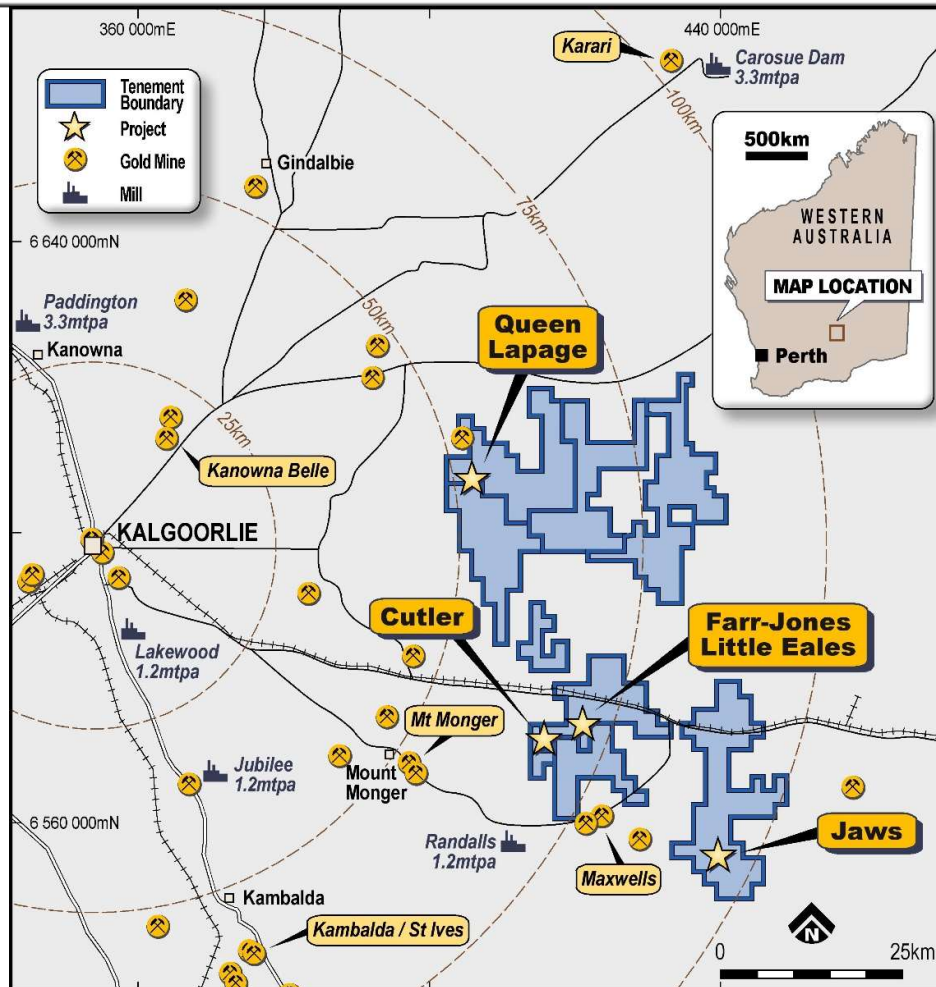 360 000mE
440 000mE
Karari
Carosue Dam
3.3mtpa
100km
Tenement
Boundary
Project
Gold Mine
Mill
500km
WESTERN
AUSTRALIA
MAP LOCATION
Perth
Gindalbie
75km
6 640 000mN
Paddington
3.3mtpa
Kanowna
50km
Queen
Lapage
25km
Kanowna Belle
KALGOORLIE
Cutler
Farr-Jones
Little Eales
Lakewood
1.2mtpa
Mt Monger
Jubilee
1.2mtpa
Mount
Monger
6 560 000mN
Randalls
1.2mtpa
Jaws
Maxwells
Kambalda
Kambalda / St Ives
N
0
25km